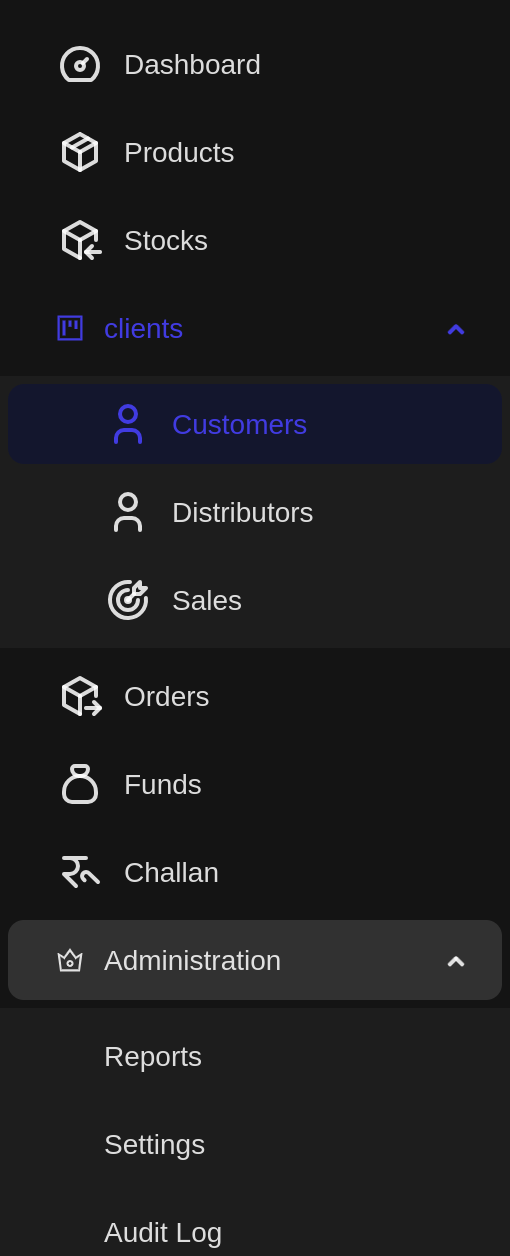 Dashboard
Products
Stocks
clients
Customers
Distributors
Sales
Orders
Funds
Challan
Administration
Reports
Settings
Audit Log